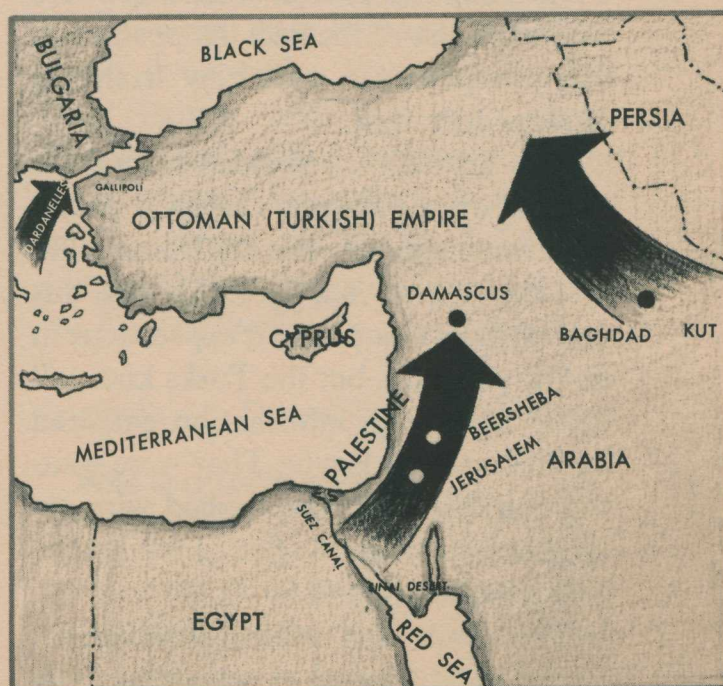 BLACK SEA
BULGARIA
PERSIA
GALLIPOLI
DARDANELLES
OTTOMAN (TURKISH) EMPIRE
DAMASCUS
CYPRUS
BAGHDAD
KUT
MEDITERRANEAN SEA
PALESTINE
BEERSHEBA
JERUSALEM
ARABIA
SUEZ CANAL
SINAI DESERT
EGYPT
RED SEA